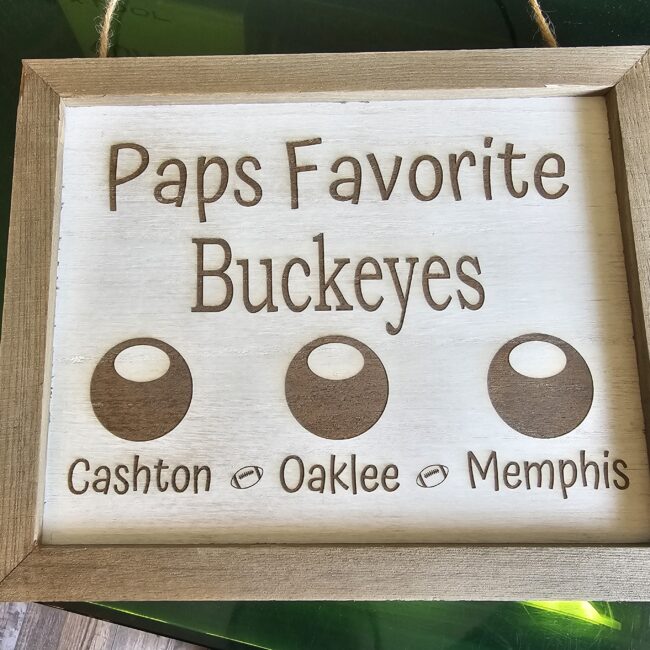 Paps Favorite
Buckeyes
Cashton Oaklee Memphis